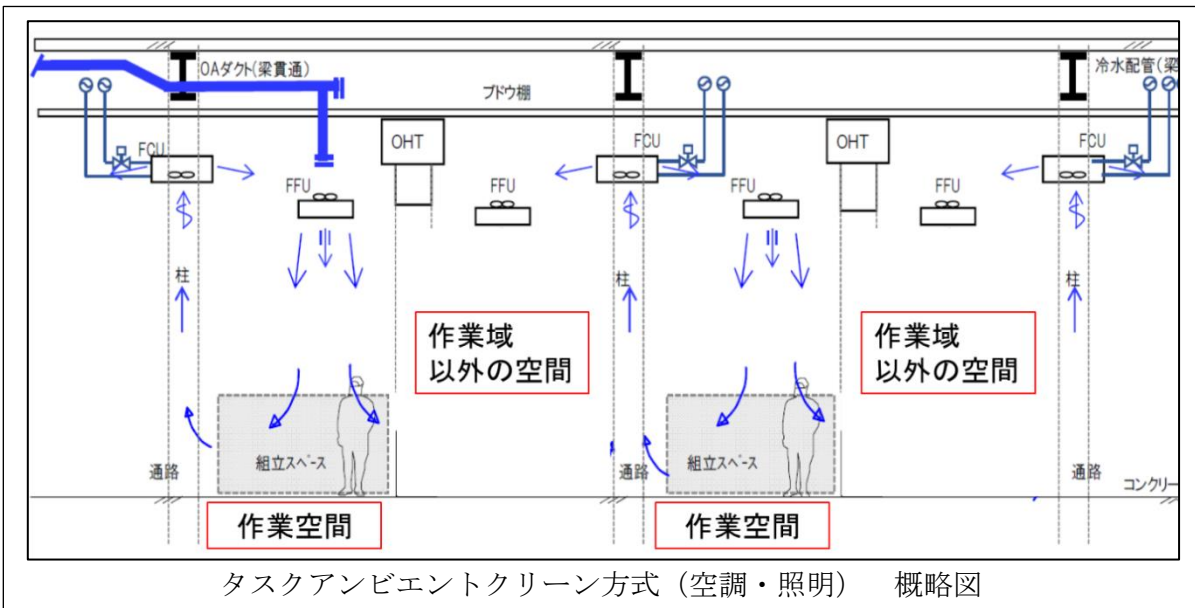 OAダクト(梁貫通)
ブドウ棚
冷水配管(梁
FCU
OHT
FCU
OHT
FCU
FFU
FFU
FFU
FFU
柱
柱
柱
作業域
以外の空間
作業域
以外の空間
組立スペース
組立スペース
通路
通路
通路
コンクリー
作業空間
作業空間
タスクアンビエントクリーン方式（空調・照明）　概略図